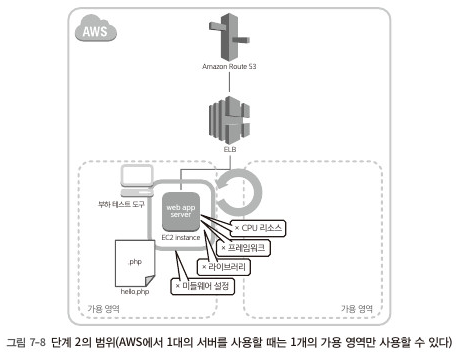 AWS
Amazon Route 53
ELB
부하 테스트 도구
web app
server
EC2 instance
× CPU 리소스
× 프레임워크
× 라이브러리
× 미들웨어 설정
.php
hello.php
가용 영역
가용 영역
그림 7-8 단계 2의 범위(AWS에서 1대의 서버를 사용할 때는 1개의 가용 영역만 사용할 수 있다)